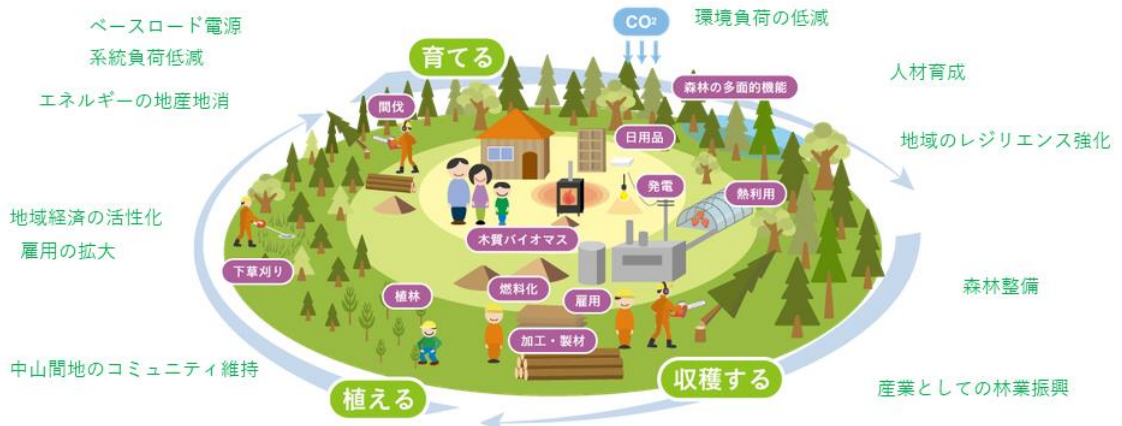 ベースロード電源
系統負荷低減
エネルギーの地産地消
地域経済の活性化
雇用の拡大
中山間地のコミュニティ維持
育てる
CO²
環境負荷の低減
人材育成
地域のレジリエンス強化
森林整備
産業としての林業振興
間伐
森林の多面的機能
日用品
発電
熱利用
木質バイオマス
下草刈り
植林
燃料化
雇用
加工・製材
植える
収穫する